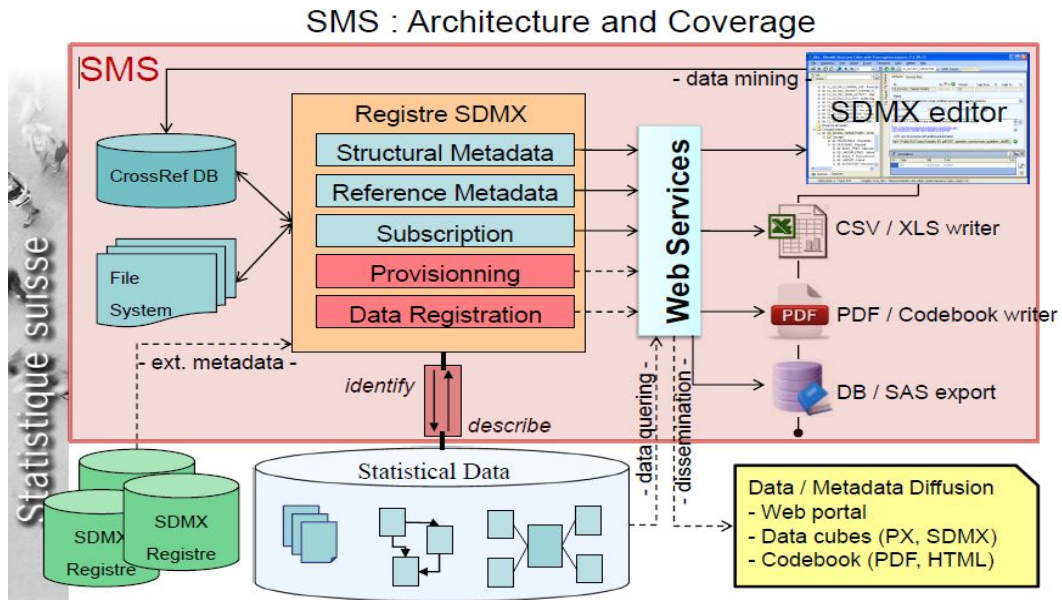 SMS : Architecture and Coverage
SMS
- data mining -
SDMX editor
Registre SDMX
Structural Metadata
Reference Metadata
Subscription
Provisionning
Data Registration
CrossRef DB
File
System
Web Services
CSV / XLS writer
PDF
PDF / Codebook writer
DB / SAS export
- ext. metadata -
identify
describe
- data quering -
- dissemination -
Statistique suisse
Statistical Data
SDMX
Registre
SDMX
Registre
Data / Metadata Diffusion
- Web portal
- Data cubes (PX, SDMX)
- Codebook (PDF, HTML)